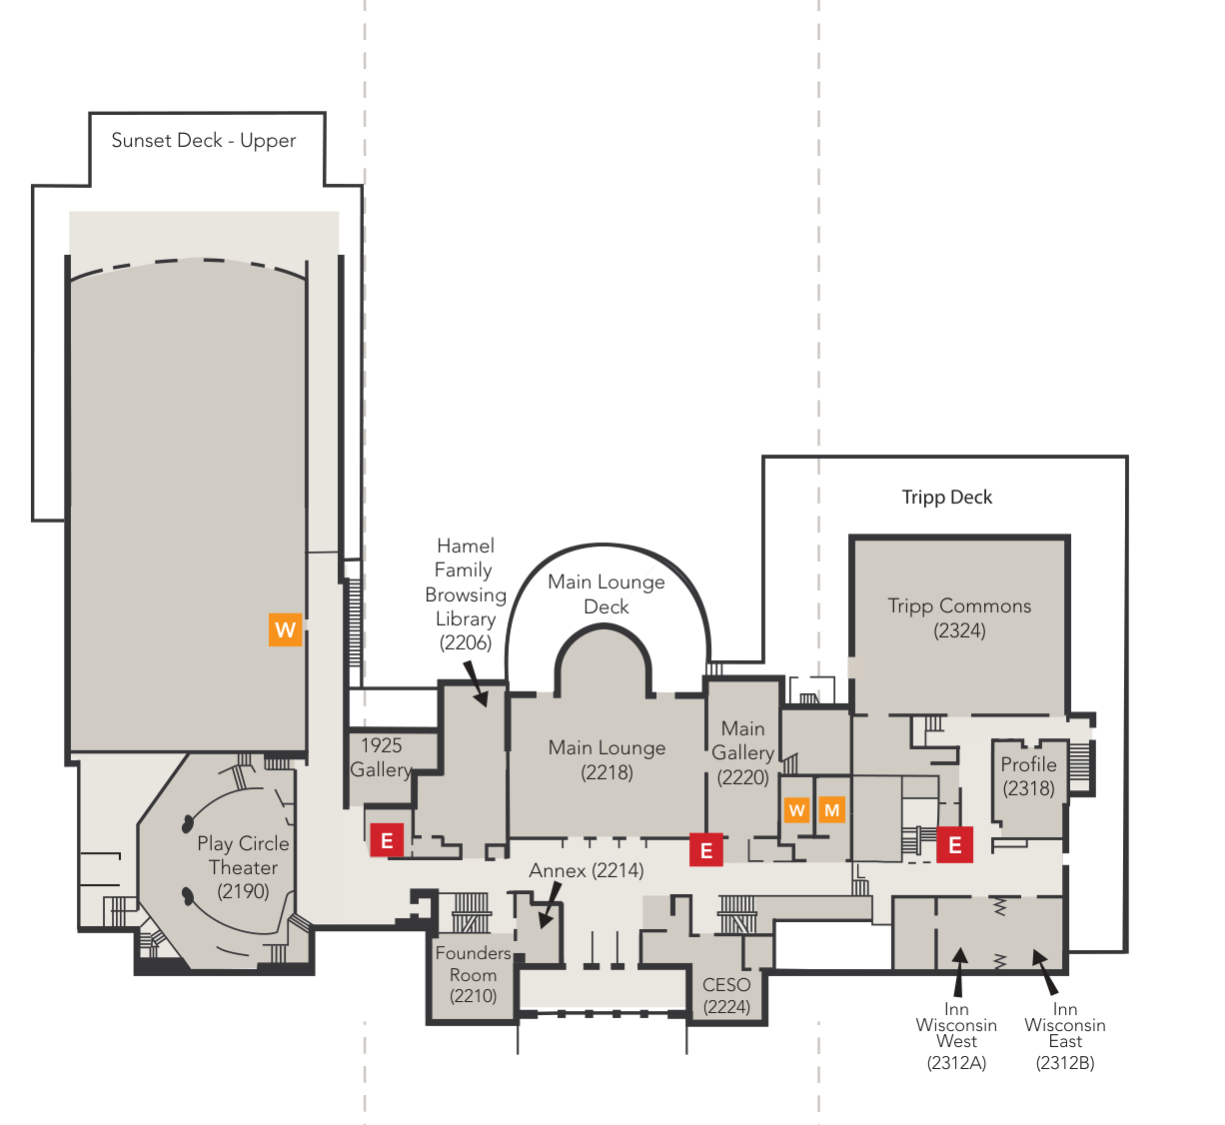 Sunset Deck - Upper
Tripp Deck
Hamel
Family
Browsing
Library
(2206)
Main Lounge
Deck
Tripp Commons
(2324)
W
1925
Gallery
Main Lounge
(2218)
Main
Gallery
(2220)
Profile
(2318)
W
M
E
E
E
Play Circle
Theater
(2190)
Annex (2214)
Founders
Room
(2210)
CESO
(2224)
Inn
Wisconsin
West
(2312A)
Inn
Wisconsin
East
(2312B)